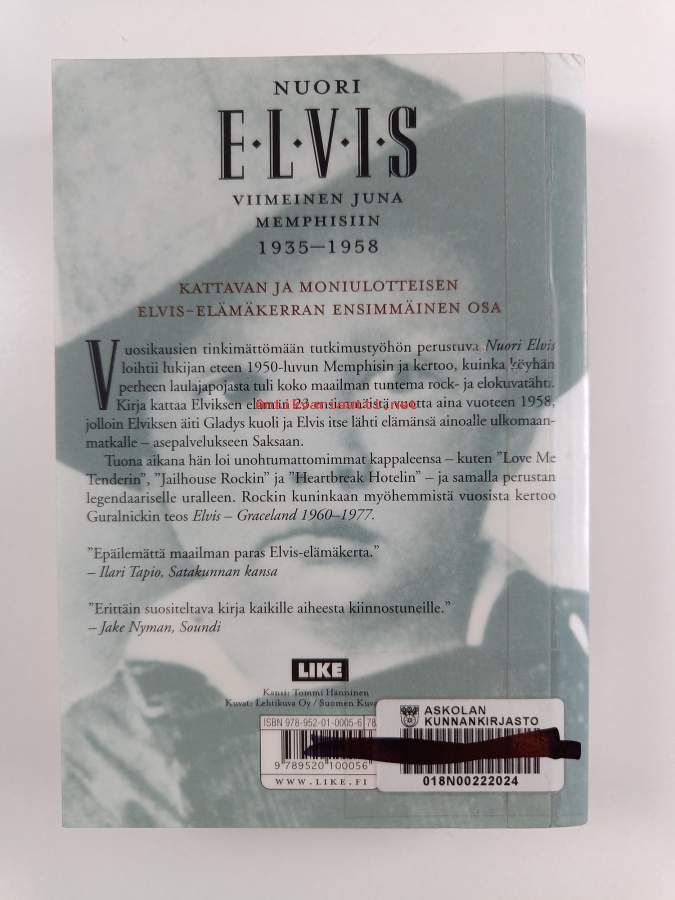 NUORI
E·L·V·I·S
VIIMEINEN JUNA
MEMPHISIIN
1935–1958
KATTAVAN JA MONIULOTTEISEN
ELVIS-ELÄMÄKERRAN ENSIMMÄINEN OSA
Vuosikausien tinkimättömään tutkimustyöhön perustuva Nuori Elvis
loihtii lukijan eteen 1950-luvun Memphisin ja kertoo, kuinka köyhän
perheen laulajapojasta tuli koko maailman tuntema rock- ja elokuvatähti.
Kirja kattaa Elviksen elämän 23 ensimmäistä vuotta aina vuoteen 1958,
Antikvariaatti.net
jolloin Elviksen äiti Gladys kuoli ja Elvis itse lähti elämänsä ainoalle ulkomaan-
matkalle – asepalvelukseen Saksaan.
Tuona aikana hän loi unohtumattomimmat kappaleensa – kuten ”Love Me
Tenderin”, ”Jailhouse Rockin” ja ”Heartbreak Hotelin” – ja samalla perustan
legendaariselle uralleen. Rockin kuninkaan myöhemmistä vuosista kertoo
Guralnickin teos Elvis – Graceland 1960–1977.
”Epäilemättä maailman paras Elvis-elämäkerta.”
– Ilari Tapio, Satakunnan kansa
”Erittäin suositeltava kirja kaikille aiheesta kiinnostuneille.”
– Jake Nyman, Soundi
LIKE
Kansi: Tommi Hänninen
Kuvat: Lehtikuva Oy / Suomen
ISBN 978-952-01-0005-6
9 789520 100056
WWW.LIKE.FI
ASKOLAN
KUNNANKIRJASTO
018N00222024